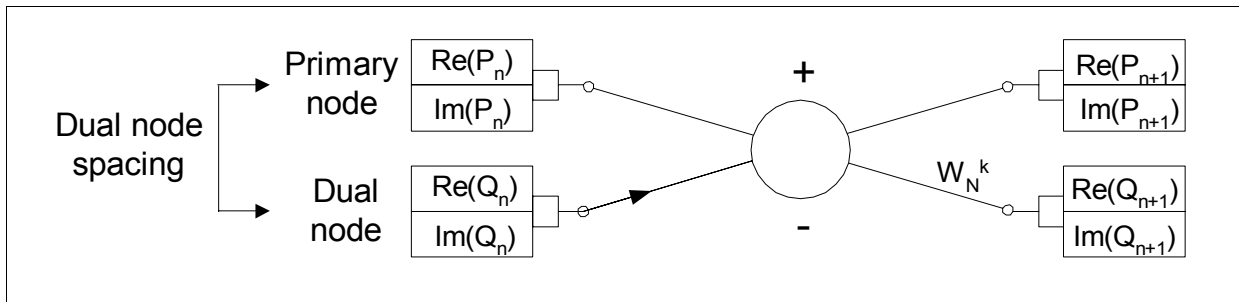 Dual node
spacing
Primary
node
Dual
node
Re(Pₙ)
Im(Pₙ)
Re(Qₙ)
Im(Qₙ)
+
-
W_N^k
Re(Pₙ₊₁)
Im(Pₙ₊₁)
Re(Qₙ₊₁)
Im(Qₙ₊₁)